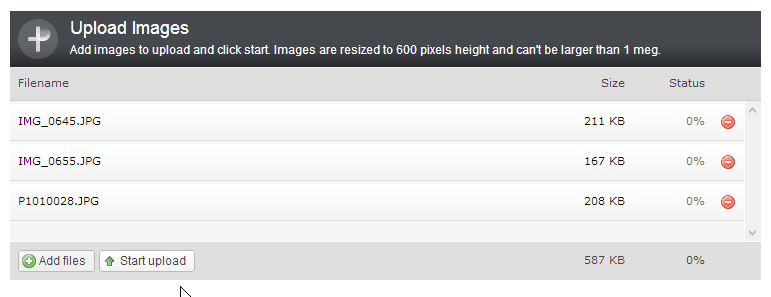 Upload Images
Add images to upload and click start. Images are resized to 600 pixels height and can't be larger than 1 meg.
Filename Size Status
IMG_0645.JPG 211 KB 0%
IMG_0655.JPG 167 KB 0%
P1010028.JPG 208 KB 0%
Add files Start upload 587 KB 0%